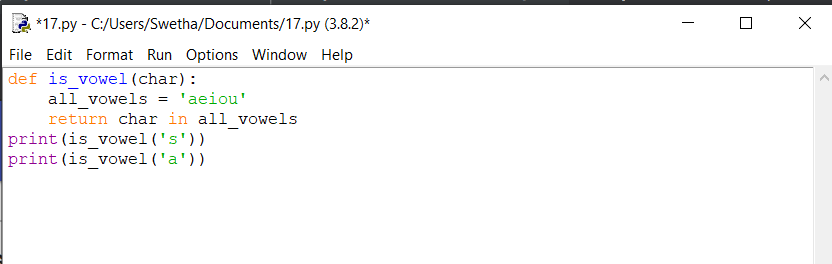 *17.py - C:/Users/Swetha/Documents/17.py (3.8.2)*
File Edit Format Run Options Window Help
def is_vowel(char):
    all_vowels = 'aeiou'
    return char in all_vowels
print(is_vowel('s'))
print(is_vowel('a'))